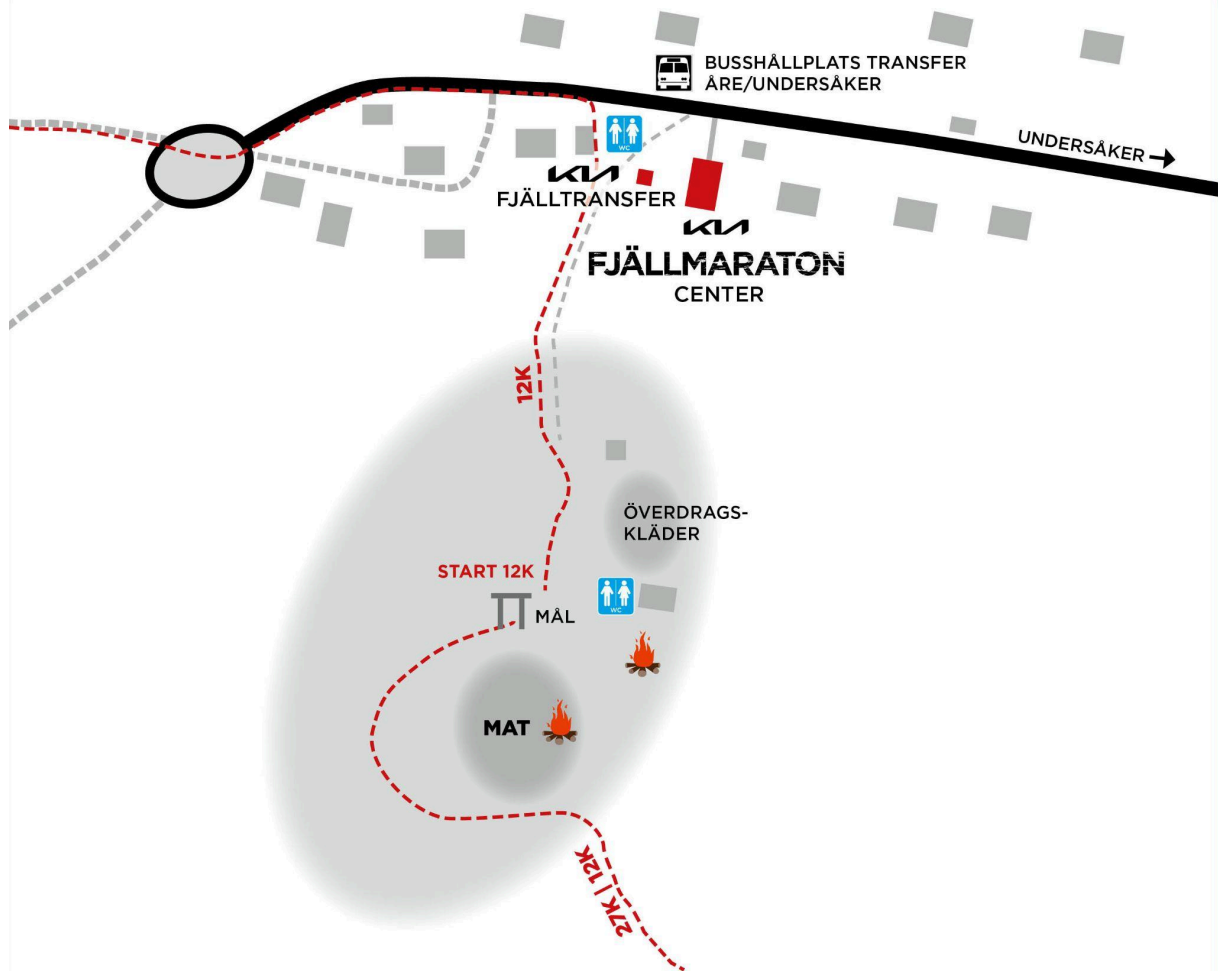 BUSSHÅLLPLATS TRANSFER
ÅRE/UNDERSÅKER
UNDERSÅKER
WC
KIA
FJÄLLTRANSFER
KIA
FJÄLLMARATON
CENTER
12K
ÖVERDRAGS-
KLÄDER
START 12K
WC
MÅL
MAT
27K | 12K